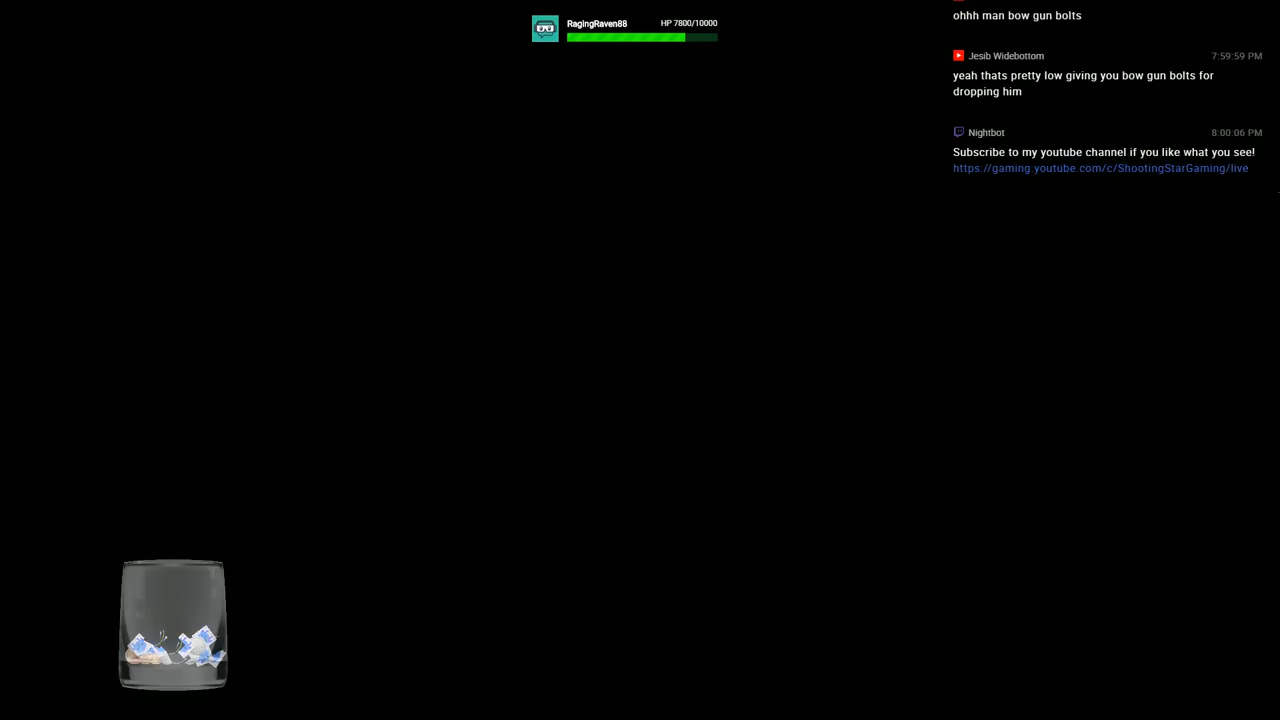 RagingRaven88 HP 7800/10000
ohhh man bow gun bolts
Jesib Widebottom 7:59:59 PM
yeah thats pretty low giving you bow gun bolts for
dropping him
Nightbot 8:00:06 PM
Subscribe to my youtube channel if you like what you see!
https://gaming.youtube.com/c/ShootingStarGaming/live